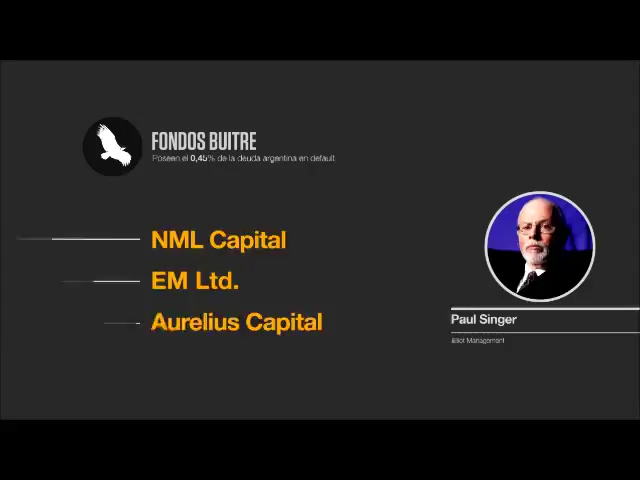 FONDOS BUITRE
Poseen el 0,45% de la deuda argentina en default
NML Capital
EM Ltd.
Aurelius Capital
Paul Singer
Management